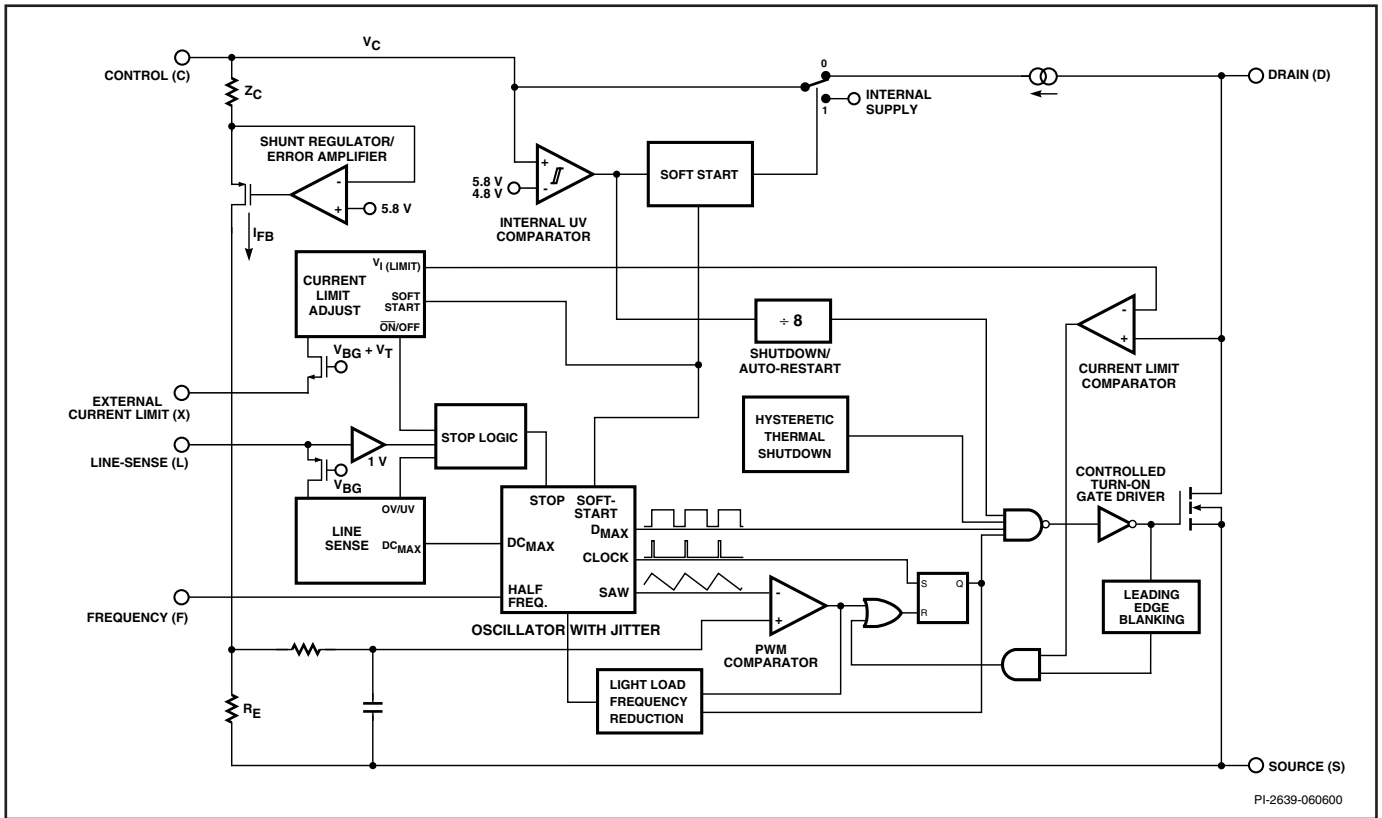 V_C
CONTROL (C)
Z_C
0
DRAIN (D)
INTERNAL
SUPPLY
1
SHUNT REGULATOR/
ERROR AMPLIFIER
-
+
5.8 V
I_FB
+
-
5.8 V
4.8 V
INTERNAL UV
COMPARATOR
SOFT START
V_I (LIMIT)
CURRENT
LIMIT
ADJUST
SOFT
START
O̅N̅/OFF
V_BG + V_T
÷ 8
SHUTDOWN/
AUTO-RESTART
-
+
CURRENT LIMIT
COMPARATOR
EXTERNAL
CURRENT LIMIT (X)
HYSTERETIC
THERMAL
SHUTDOWN
LINE-SENSE (L)
1 V
STOP LOGIC
V_BG
CONTROLLED
TURN-ON
GATE DRIVER
OV/UV
LINE
SENSE
DC_MAX
STOP
SOFT-
START
D_MAX
DC_MAX
CLOCK
HALF
FREQ.
SAW
OSCILLATOR WITH JITTER
FREQUENCY (F)
-
+
PWM
COMPARATOR
S
Q
R
LEADING
EDGE
BLANKING
LIGHT LOAD
FREQUENCY
REDUCTION
R_E
SOURCE (S)
PI-2639-060600